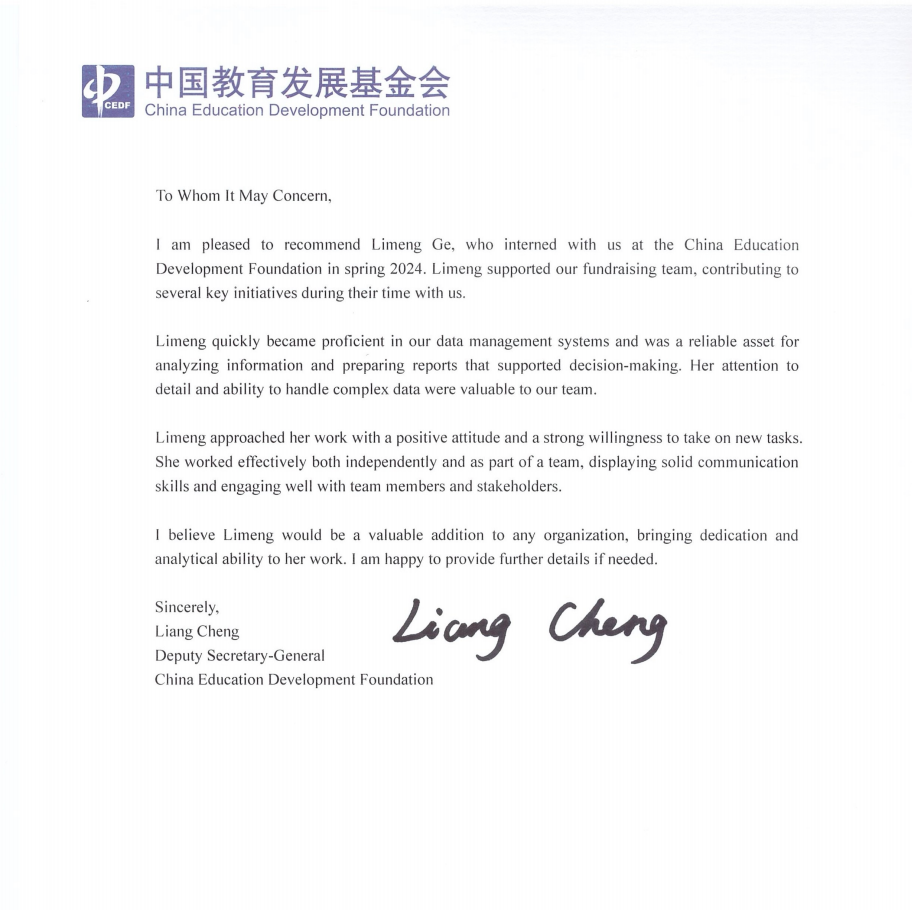 CEDF
中国教育发展基金会
China Education Development Foundation
To Whom It May Concern,
I am pleased to recommend Limeng Ge, who interned with us at the China Education
Development Foundation in spring 2024. Limeng supported our fundraising team, contributing to
several key initiatives during their time with us.
Limeng quickly became proficient in our data management systems and was a reliable asset for
analyzing information and preparing reports that supported decision-making. Her attention to
detail and ability to handle complex data were valuable to our team.
Limeng approached her work with a positive attitude and a strong willingness to take on new tasks.
She worked effectively both independently and as part of a team, displaying solid communication
skills and engaging well with team members and stakeholders.
I believe Limeng would be a valuable addition to any organization, bringing dedication and
analytical ability to her work. I am happy to provide further details if needed.
Sincerely,
Liang Cheng
Liang Cheng
Deputy Secretary-General
China Education Development Foundation